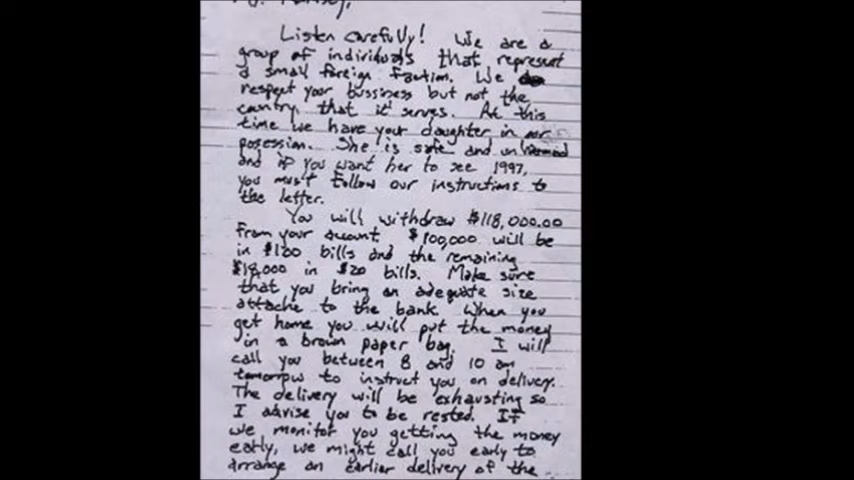 Listen carefully! We are a
group of individuals that represent
a small foreign faction. We
respect your bussiness but not the
country that it serves. At this
time we have your daughter in our
posession. She is safe and unharmed
and if you want her to see 1997,
you must follow our instructions to
the letter.
You will withdraw $118,000.00
from your account. $100,000 will be
in $100 bills and the remaining
$18,000 in $20 bills. Make sure
that you bring an adequate size
attache to the bank. When you
get home you will put the money
in a brown paper bag. I will
call you between 8 and 10 am
tomorrow to instruct you on delivery.
The delivery will be exhausting so
I advise you to be rested. If
we monitor you getting the money
early, we might call you early to
arrange an earlier delivery of the